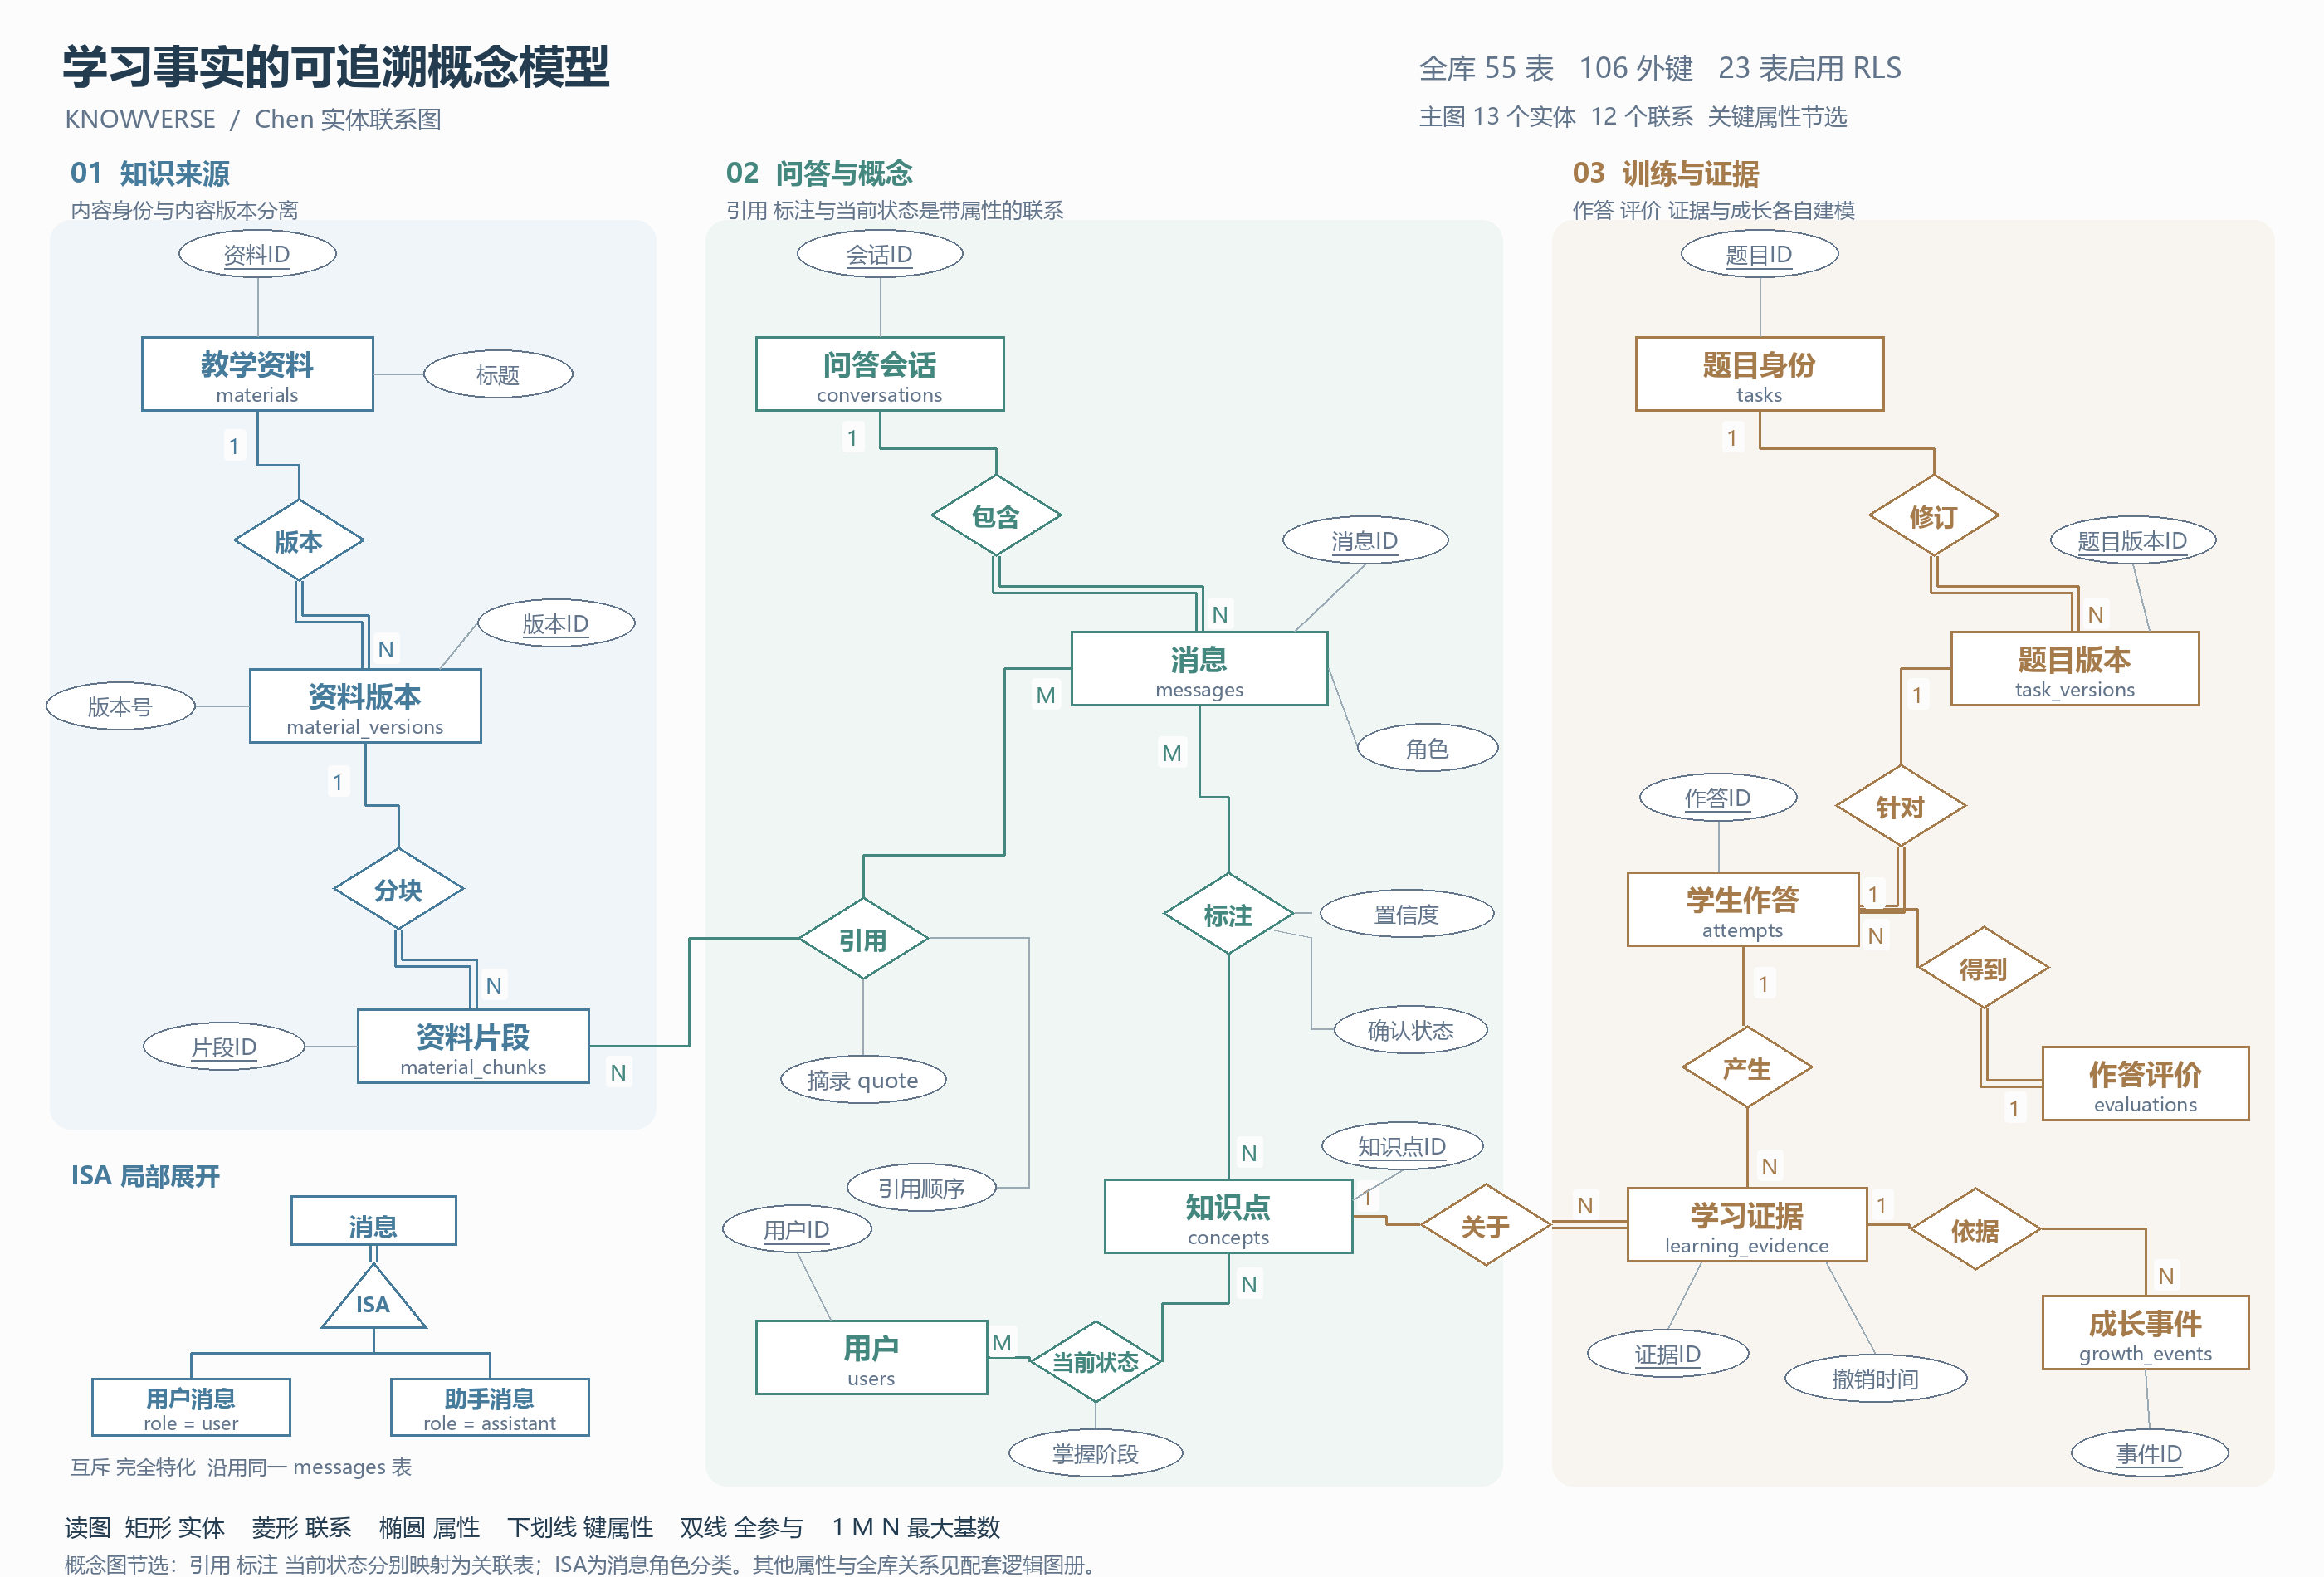 学习事实的可追溯概念模型
KNOWVERSE / Chen 实体联系图
全库 55 表 106 外键 23 表启用 RLS
主图 13 个实体 12 个联系 关键属性节选
01 知识来源
内容身份与内容版本分离
资料ID
教学资料
materials
标题
1
版本
N
版本ID
资料版本
material_versions
版本号
1
分块
N
资料片段
material_chunks
片段ID
N
ISA 局部展开
消息
ISA
用户消息
role = user
助手消息
role = assistant
互斥 完全特化 沿用同一 messages 表
02 问答与概念
引用 标注与当前状态是带属性的联系
会话ID
问答会话
conversations
1
包含
消息ID
N
消息
messages
M
M
角色
引用
标注
置信度
确认状态
摘录 quote
引用顺序
N
知识点ID
知识点
concepts
1
关于
N
用户ID
N
用户
users
M
当前状态
掌握阶段
03 训练与证据
作答 评价 证据与成长各自建模
题目ID
题目身份
tasks
1
修订
题目版本ID
N
题目版本
task_versions
1
针对
作答ID
学生作答
attempts
1
N
得到
1
产生
作答评价
evaluations
1
N
学习证据
learning_evidence
1
依据
N
成长事件
growth_events
证据ID
撤销时间
事件ID
读图 矩形 实体 菱形 联系 椭圆 属性 下划线 键属性 双线 全参与 1 M N 最大基数
概念图节选：引用 标注 当前状态分别映射为关联表；ISA为消息角色分类。其他属性与全库关系见配套逻辑图册。